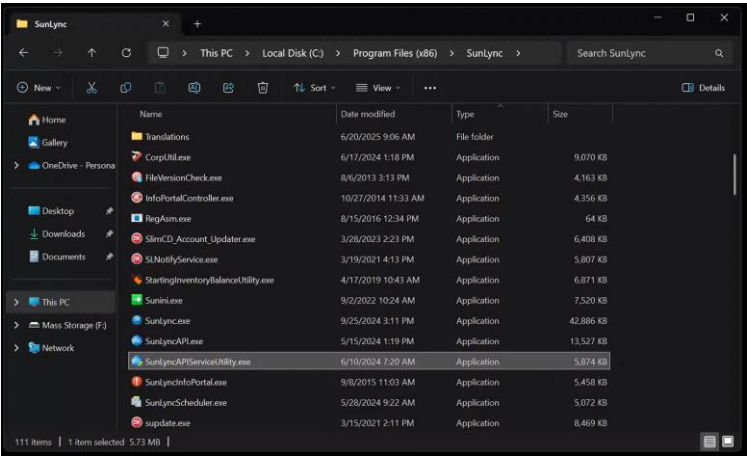 SunLync
This PC > Local Disk (C:) > Program Files (x86) > SunLync > Search SunLync
New Sort View ... Details
Home
Gallery
OneDrive - Persona
Desktop
Downloads
Documents
This PC
Mass Storage (F:)
Network
Name Date modified Type Size
Translations 6/20/2025 9:06 AM File folder
CorpUtil.exe 6/17/2024 1:18 PM Application 9,070 KB
FileVersionCheck.exe 8/6/2013 3:13 PM Application 4,163 KB
InfoPortalController.exe 10/27/2014 11:33 AM Application 4,356 KB
RegAsm.exe 8/15/2016 12:34 PM Application 64 KB
SlimCD_Account_Updater.exe 3/28/2023 2:23 PM Application 6,408 KB
SLNotifyService.exe 3/19/2021 4:13 PM Application 5,807 KB
StartingInventoryBalanceUtility.exe 4/17/2019 10:43 AM Application 6,871 KB
Sunini.exe 9/2/2022 10:24 AM Application 7,520 KB
SunLync.exe 9/25/2024 3:11 PM Application 42,886 KB
SunLyncAPI.exe 5/15/2024 1:19 PM Application 13,527 KB
SunLyncAPIServiceUtility.exe 6/10/2024 7:20 AM Application 5,874 KB
SunLyncInfoPortal.exe 9/8/2015 11:03 AM Application 5,458 KB
SunLyncScheduler.exe 5/28/2024 9:22 AM Application 5,072 KB
supdate.exe 3/15/2021 2:11 PM Application 8,469 KB
111 items | 1 item selected 5.73 MB |